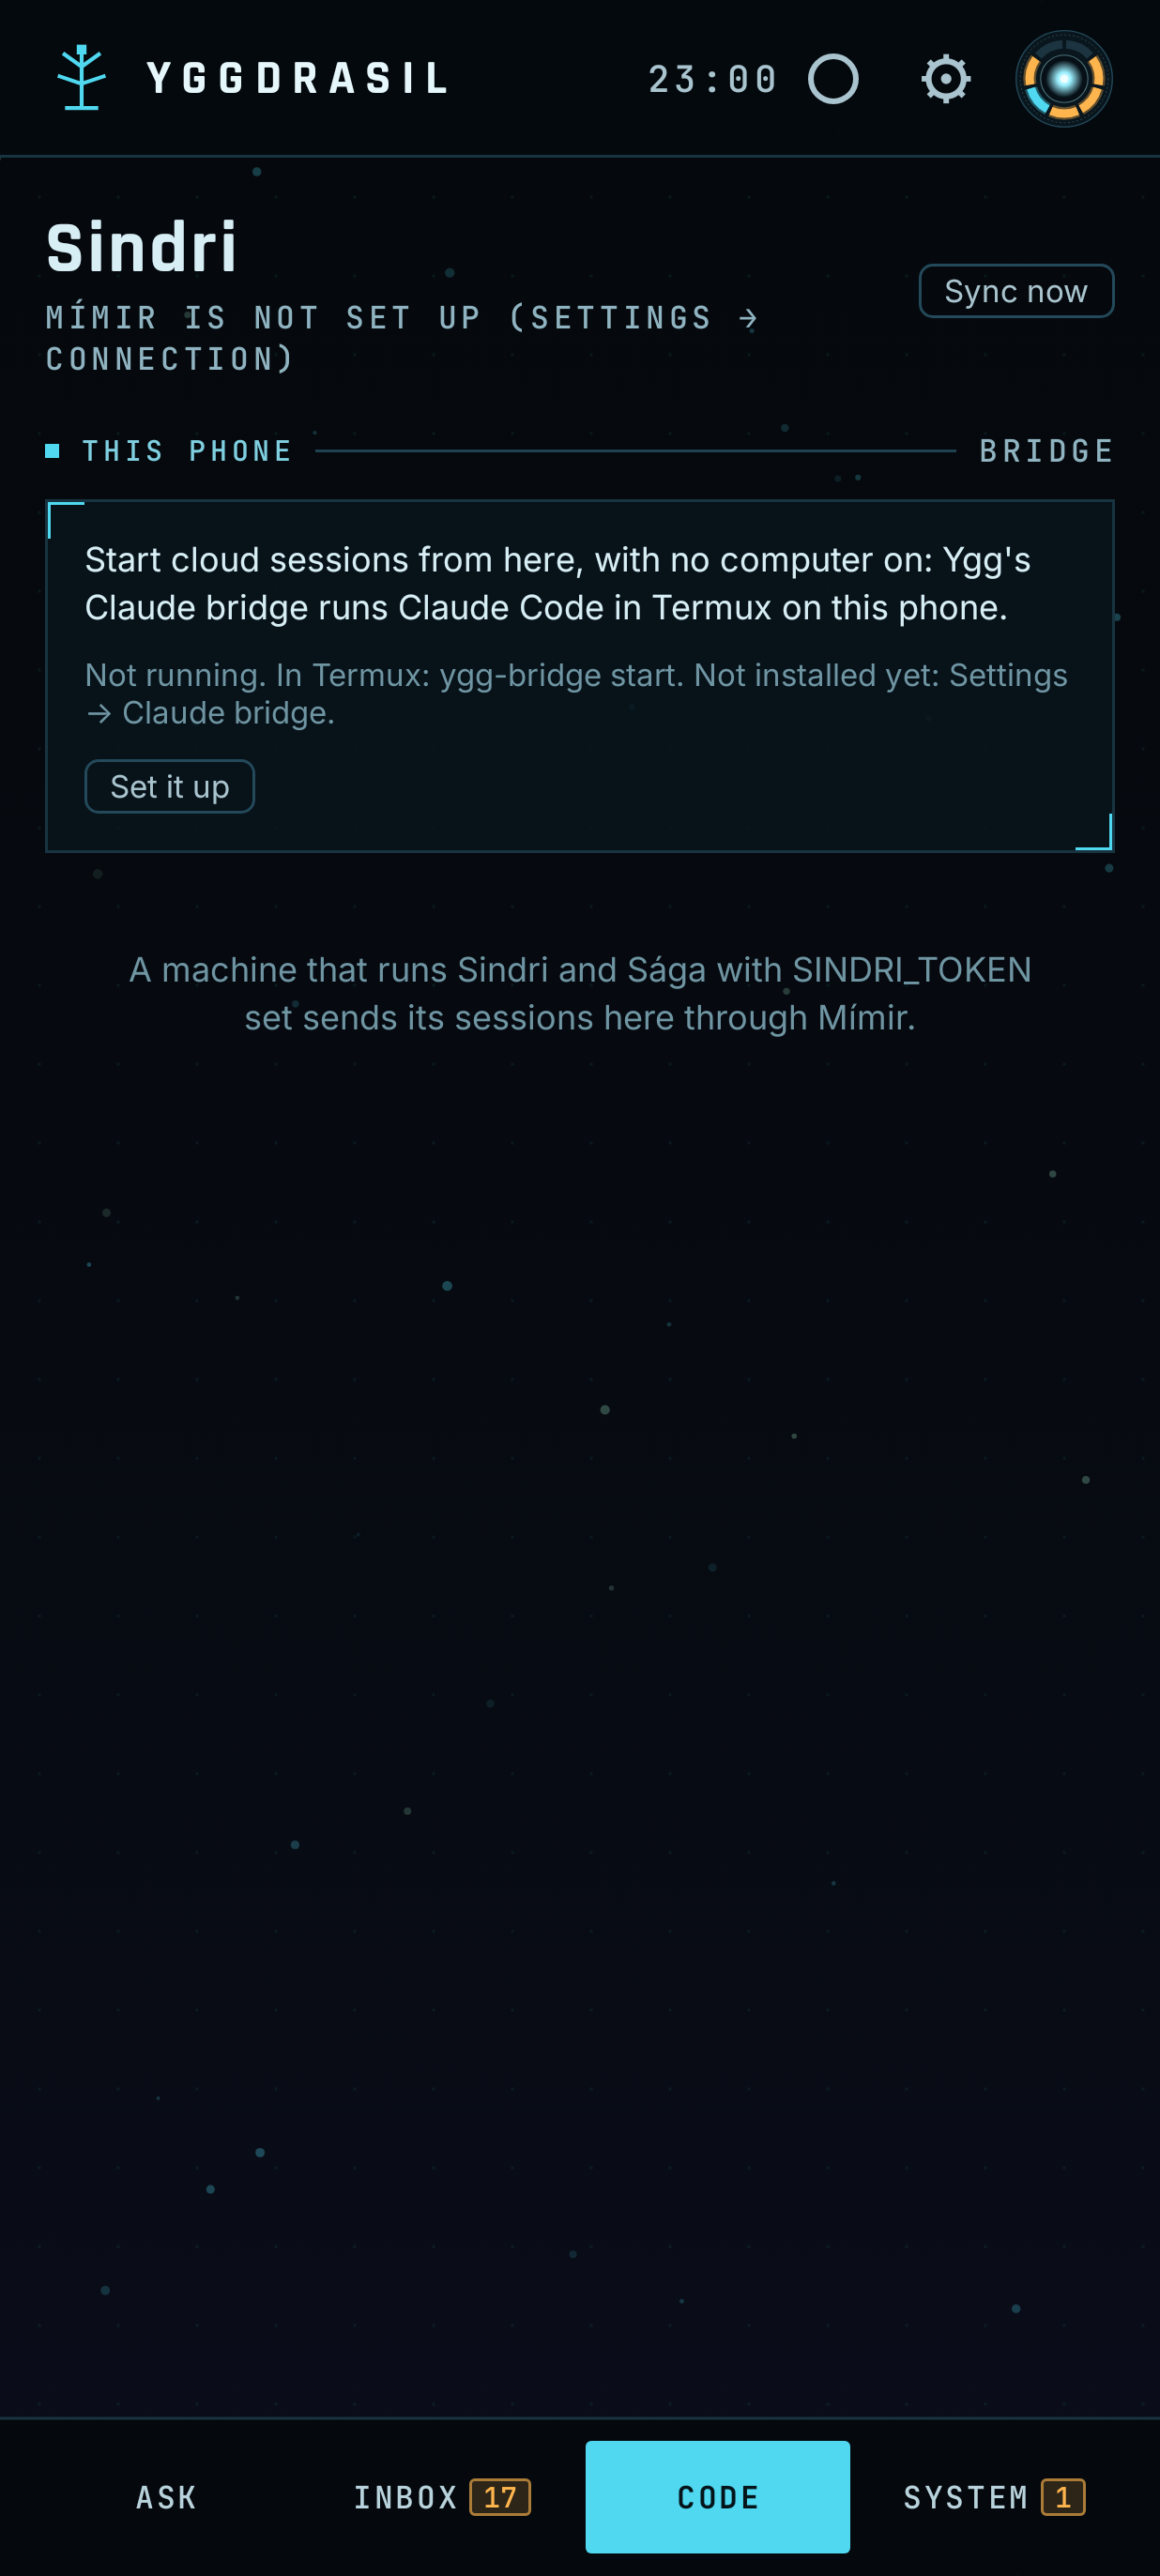 YGGDRASIL 23:00
Sindri
MÍMIR IS NOT SET UP (SETTINGS →
CONNECTION)
Sync now
THIS PHONE
BRIDGE
Start cloud sessions from here, with no computer on: Ygg's
Claude bridge runs Claude Code in Termux on this phone.
Not running. In Termux: ygg-bridge start. Not installed yet: Settings
→ Claude bridge.
Set it up
A machine that runs Sindri and Sága with SINDRI_TOKEN
set sends its sessions here through Mímir.
ASK
INBOX 17
CODE
SYSTEM 1